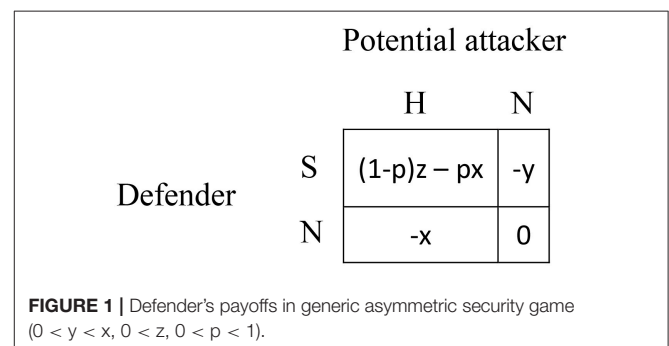 Potential attacker
H N
S (1-p)z – px -y
Defender
N -x 0
FIGURE 1 | Defender's payoffs in generic asymmetric security game
(0 < y < x, 0 < z, 0 < p < 1).